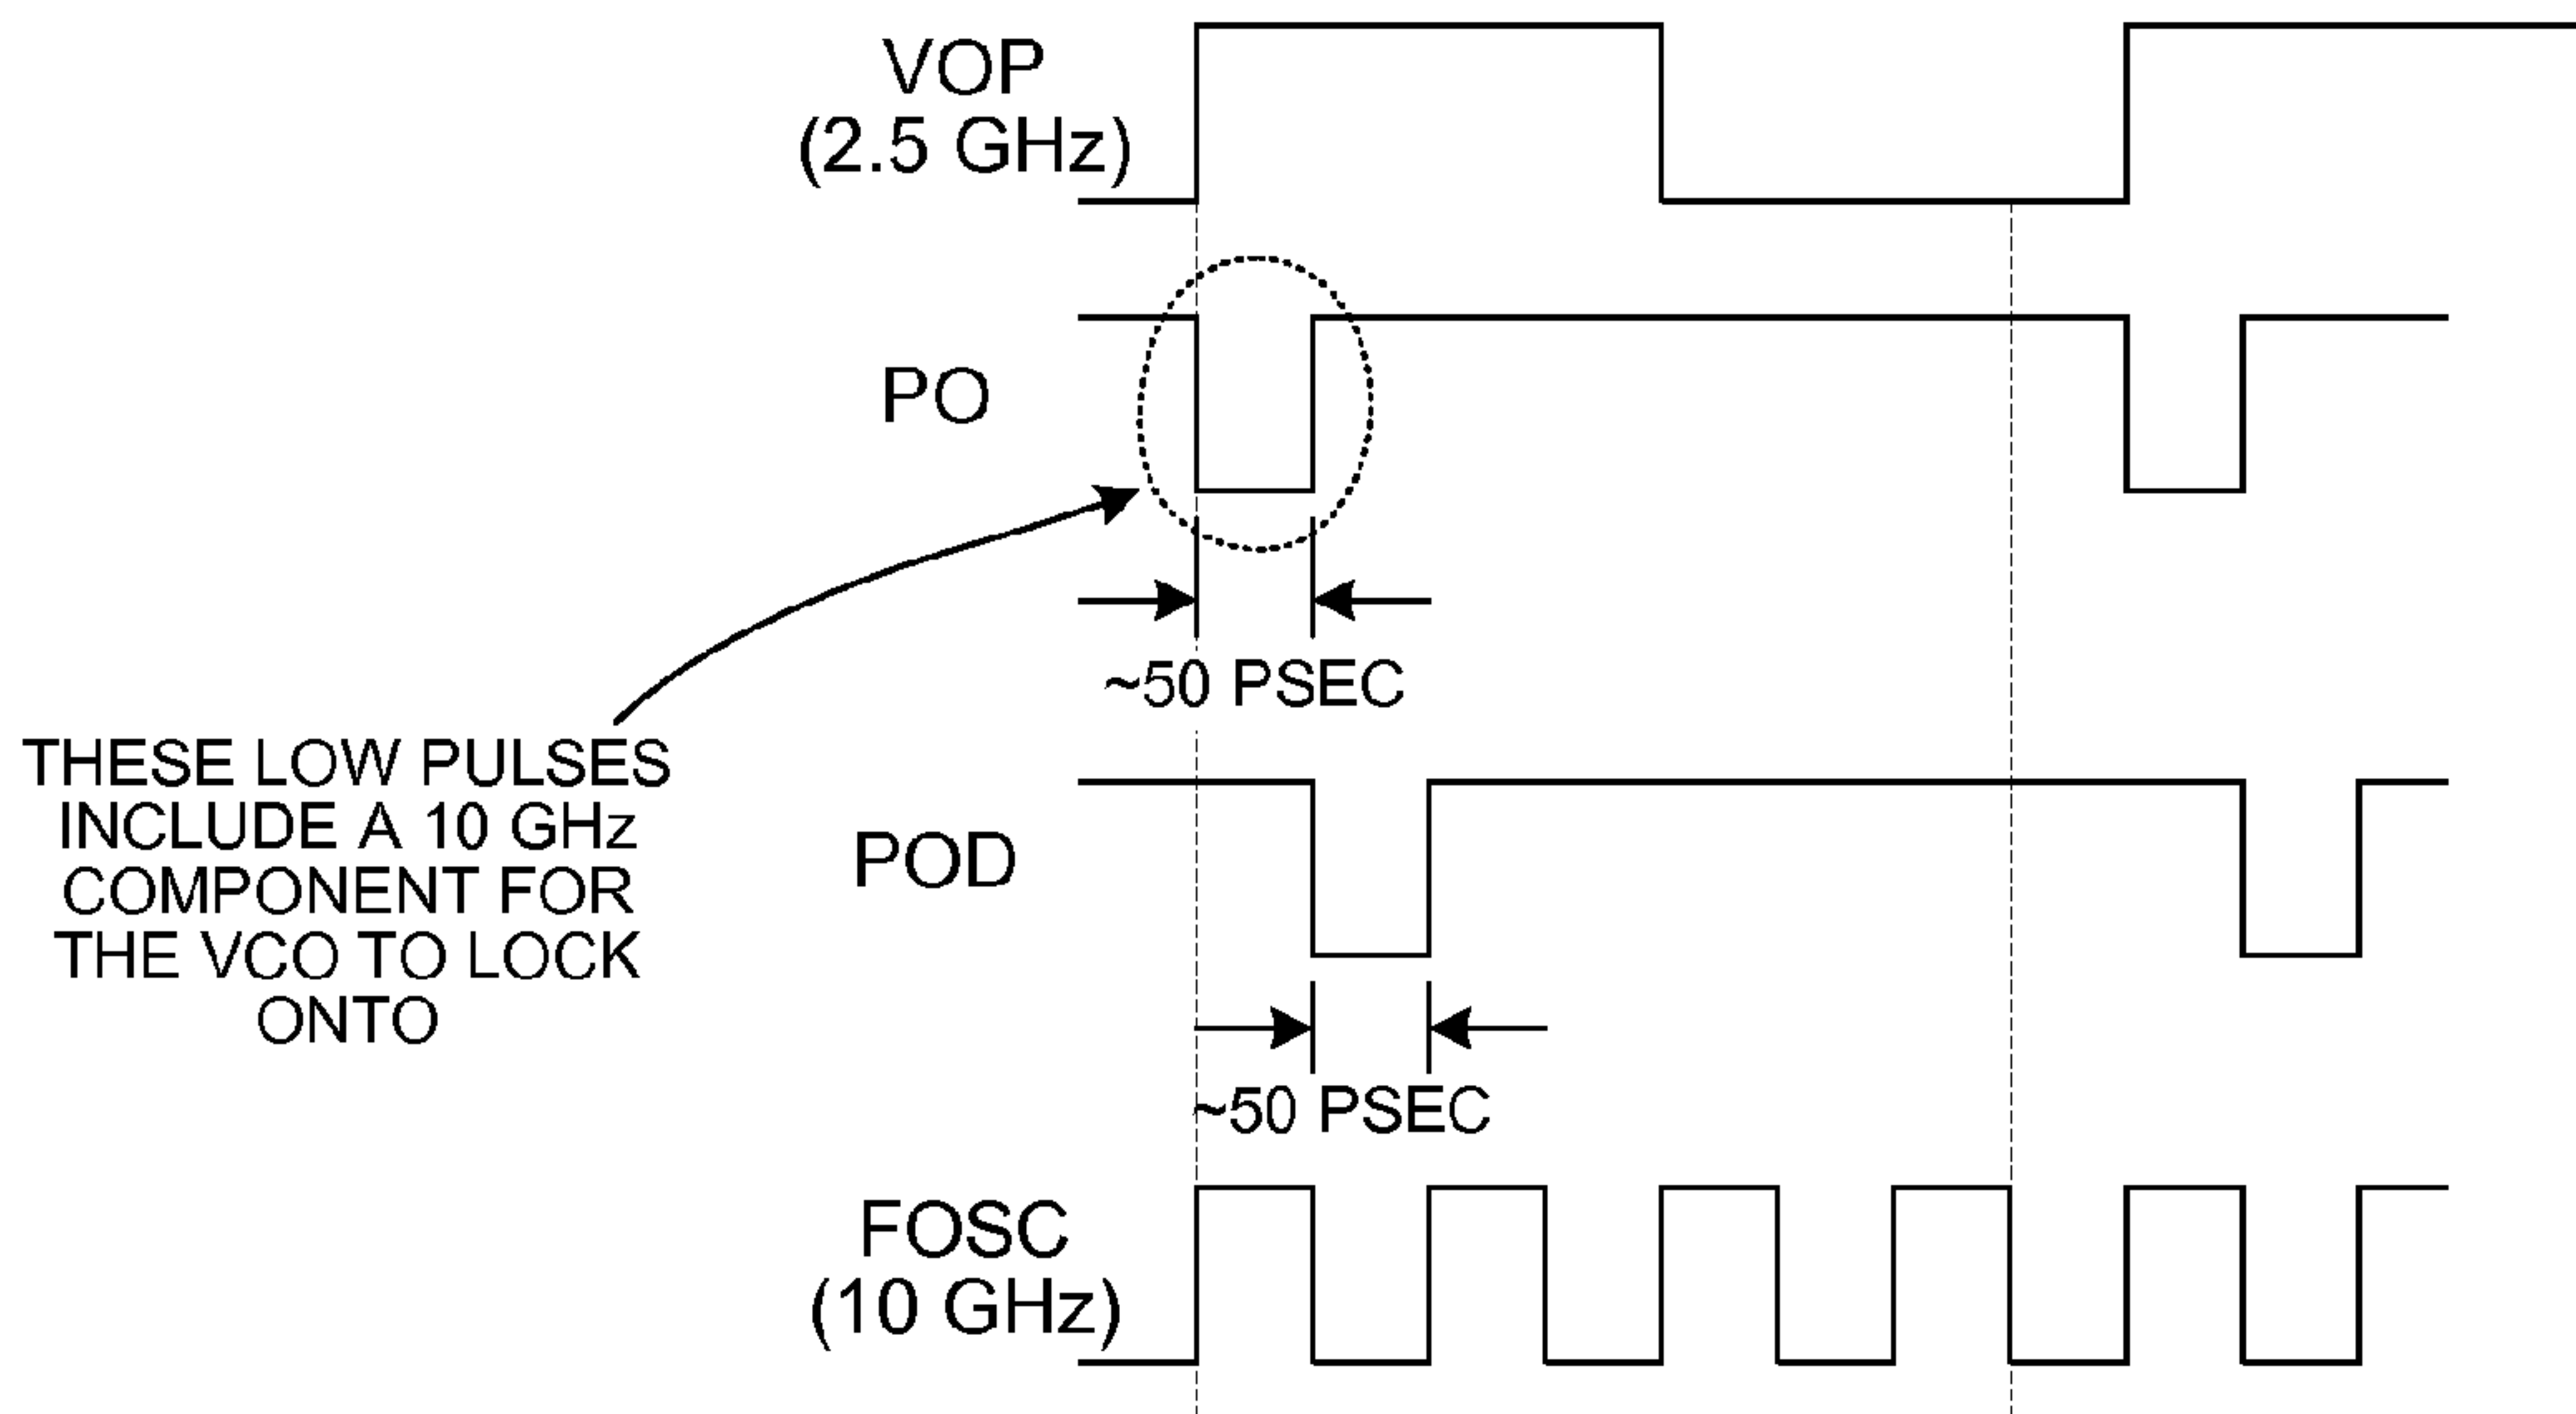 VOP
(2.5 GHz)
PO
~50 PSEC
THESE LOW PULSES
INCLUDE A 10 GHz
COMPONENT FOR
THE VCO TO LOCK
ONTO
POD
~50 PSEC
FOSC
(10 GHz)